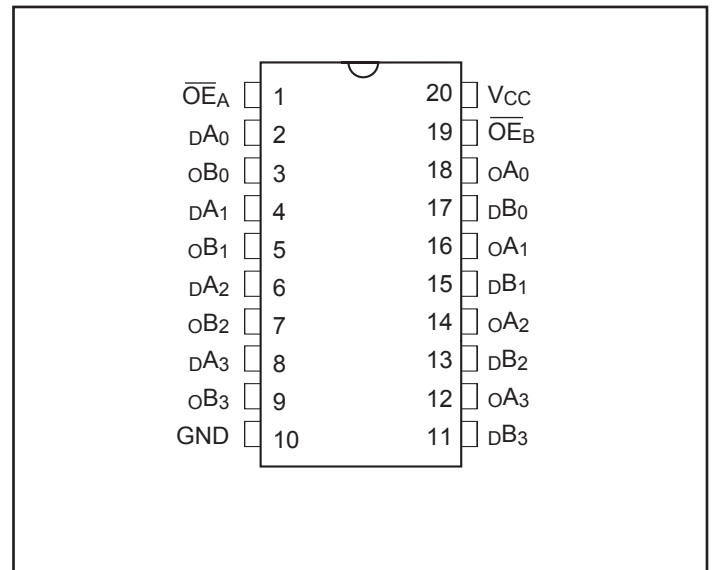 O̅E̅A 1 20 VCC
DA0 2 19 O̅E̅B
OB0 3 18 OA0
DA1 4 17 DB0
OB1 5 16 OA1
DA2 6 15 DB1
OB2 7 14 OA2
DA3 8 13 DB2
OB3 9 12 OA3
GND 10 11 DB3